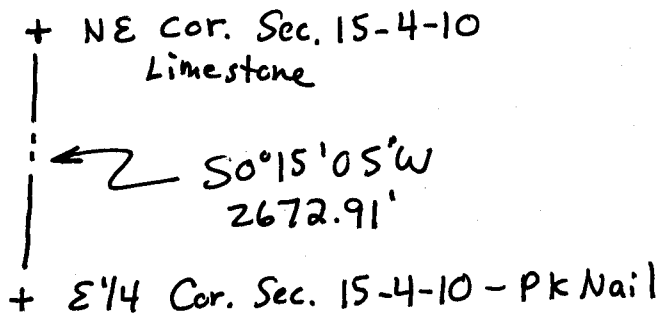 + NE Cor. Sec. 15-4-10
Limestone
S0°15'05"W
2672.91'
+ E1/4 Cor. Sec. 15-4-10 - PK Nail